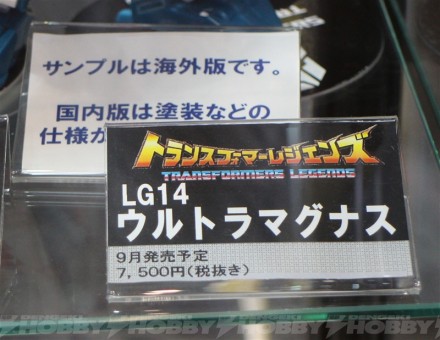 サンプルは海外版です。
国内版は塗装などの
仕様が
トランスフォーマーレジェンズ
TRANSFORMERS LEGENDS
LG14
ウルトラマグナス
9月発売予定
7,500円(税抜き)
HOBBY HOBBY HOBBY HOBBY